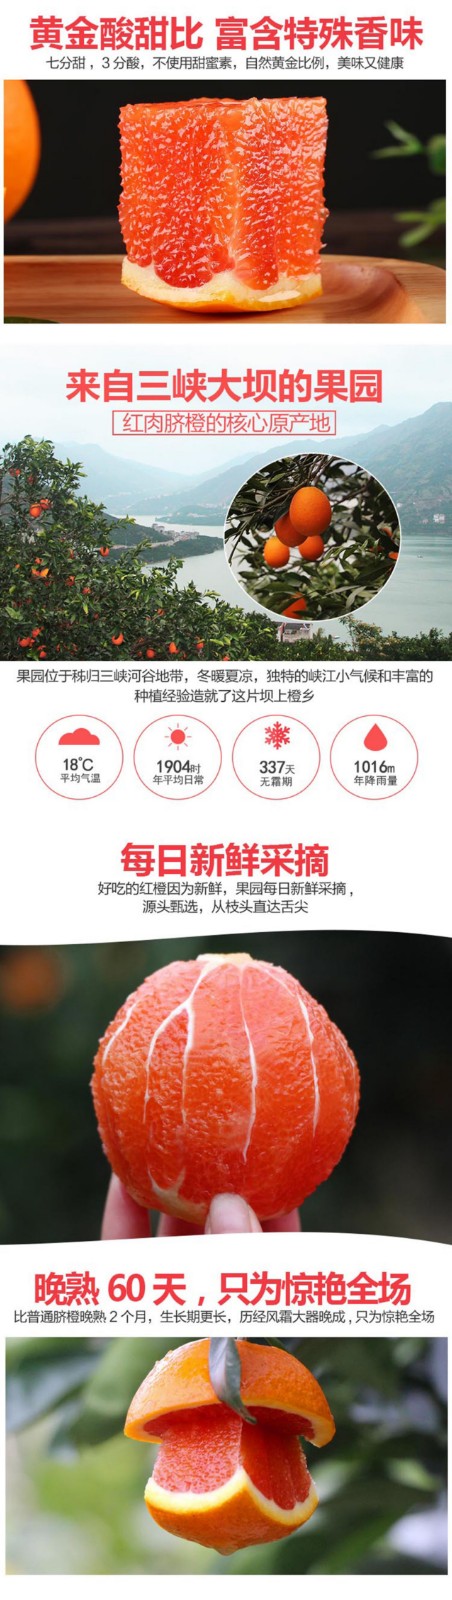 黄金酸甜比 富含特殊香味
七分甜，3分酸，不使用甜蜜素，自然黄金比例，美味又健康
来自三峡大坝的果园
红肉脐橙的核心原产地
果园位于秭归三峡河谷地带，冬暖夏凉，独特的峡江小气候和丰富的
种植经验造就了这片坝上橙乡
18°C
平均气温
1904时
年平均日常
337天
无霜期
1016m
年降雨量
每日新鲜采摘
好吃的红橙因为新鲜，果园每日新鲜采摘，
源头甄选，从枝头直达舌尖
晚熟 60 天，只为惊艳全场
比普通脐橙晚熟2个月，生长期更长，历经风霜大器晚成，只为惊艳全场